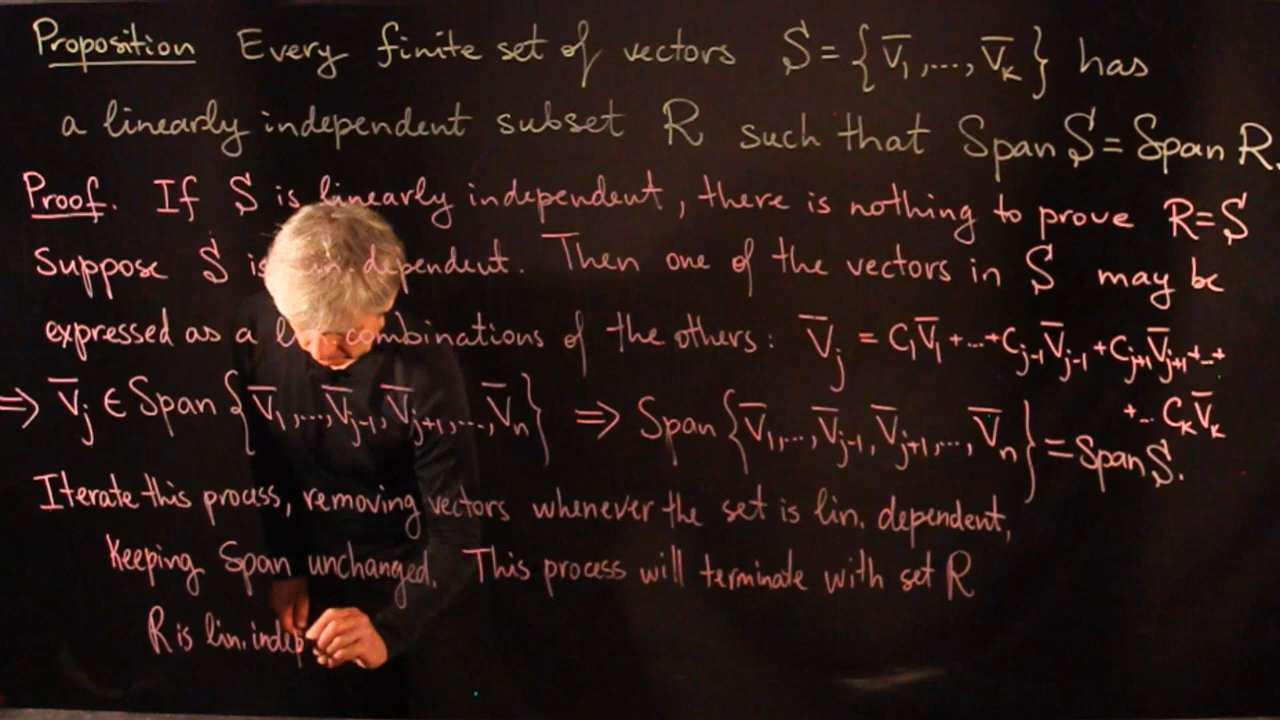 Proposition Every finite set of vectors S = { v̄₁, ..., v̄ₖ } has
a linearly independent subset R such that Span S = Span R.
Proof. If S is linearly independent, there is nothing to prove R=S
Suppose S is lin. dependent. Then one of the vectors in S may be
expressed as a lin. combinations of the others: v̄ⱼ = c₁v̄₁ + ... + cⱼ₋₁v̄ⱼ₋₁ + cⱼ₊₁v̄ⱼ₊₁ + ... +
+ ... cₖv̄ₖ
⇒ v̄ⱼ ∈ Span { v̄₁, ..., v̄ⱼ₋₁, v̄ⱼ₊₁, ..., v̄ₙ } ⇒ Span { v̄₁, ..., v̄ⱼ₋₁, v̄ⱼ₊₁, ..., v̄ₙ } = Span S.
Iterate this process, removing vectors whenever the set is lin. dependent,
Keeping Span unchanged. This process will terminate with set R
R is lin. indep